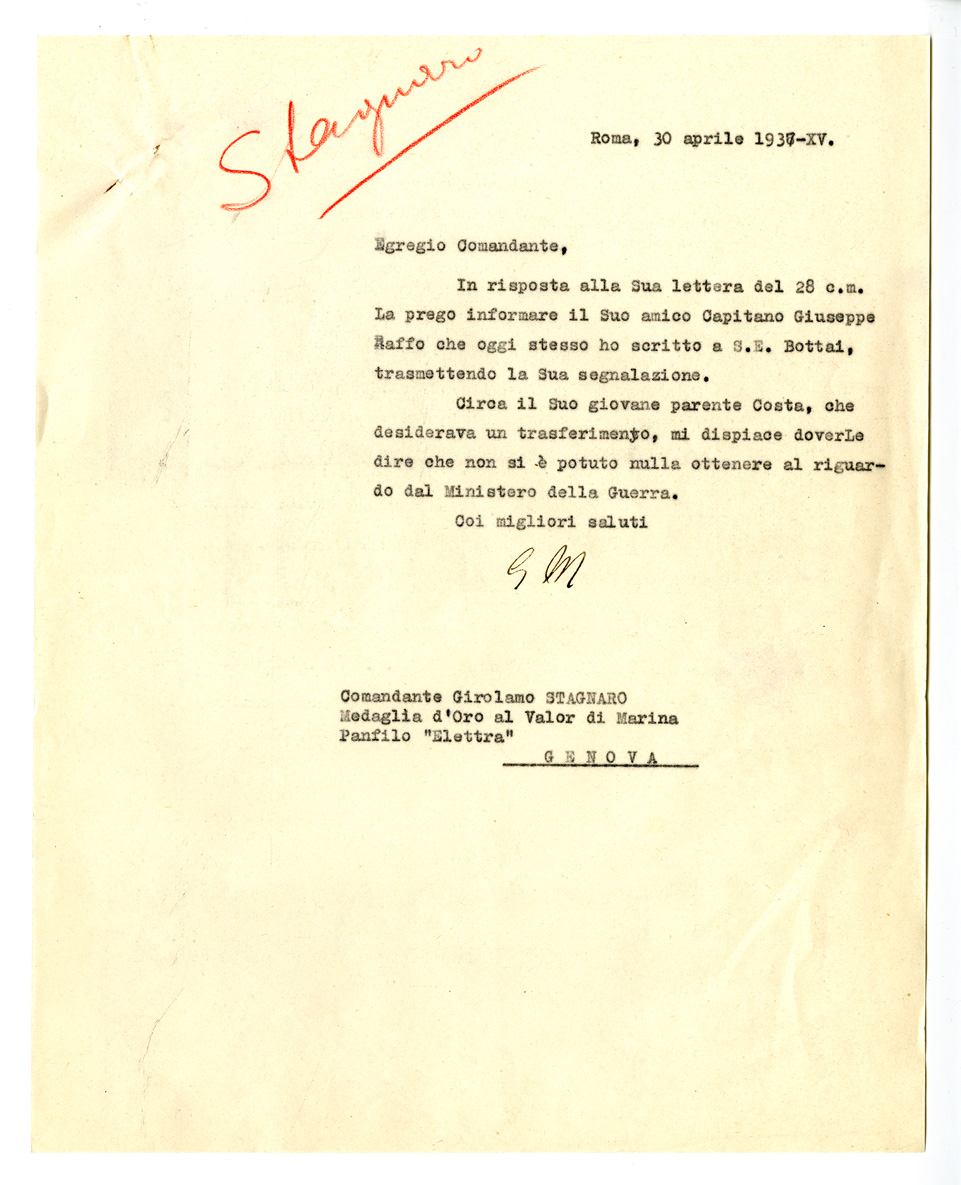 Stagnaro
Roma, 30 aprile 1937-XV.
Egregio Comandante,
In risposta alla Sua lettera del 28 c.m.
La prego informare il Suo amico Capitano Giuseppe
Raffo che oggi stesso ho scritto a S.E. Bottai,
trasmettendo la Sua segnalazione.
Circa il Suo giovane parente Costa, che
desiderava un trasferimento, mi dispiace doverLe
dire che non si è potuto nulla ottenere al riguar-
do dal Ministero della Guerra.
Coi migliori saluti
G M
Comandante Girolamo STAGNARO
Medaglia d'Oro al Valor di Marina
Panfilo "Elettra"
G E N O V A